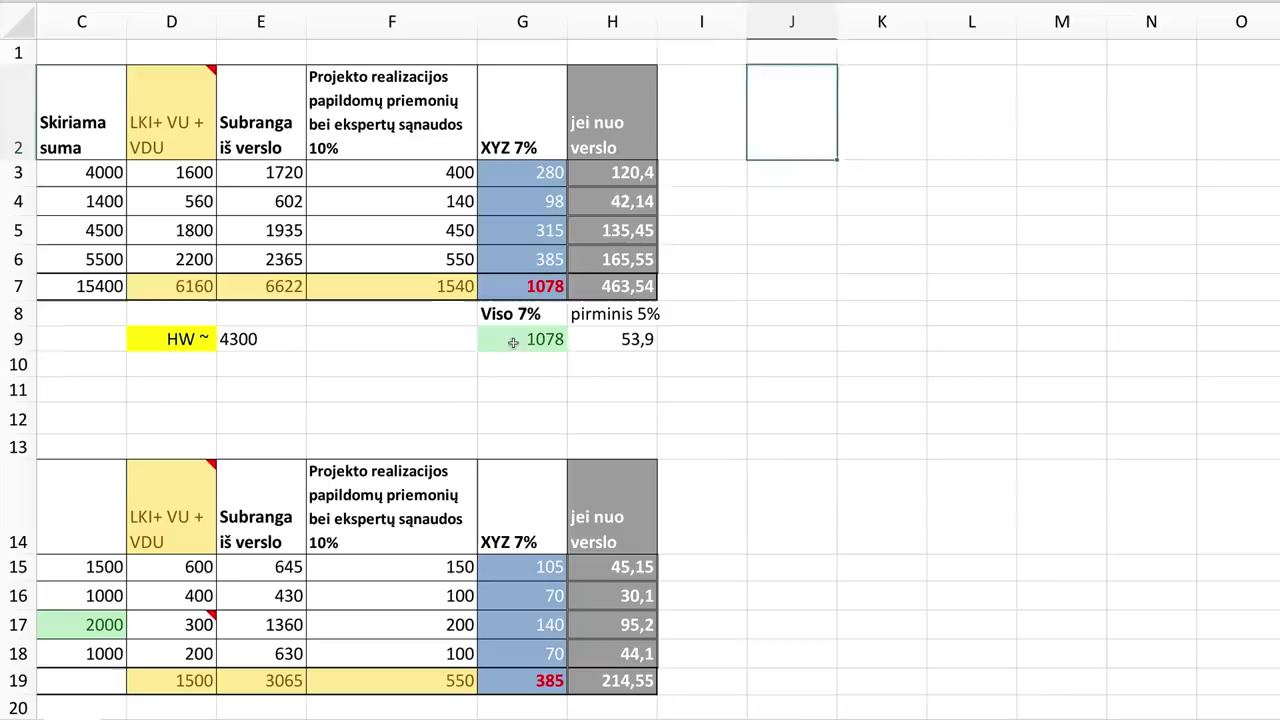 C D E F G H I J K L M N O
1
2 Skiriama suma LKI+ VU + VDU Subranga iš verslo Projekto realizacijos papildomų priemonių bei ekspertų sąnaudos 10% XYZ 7% jei nuo verslo
3 4000 1600 1720 400 280 120,4
4 1400 560 602 140 98 42,14
5 4500 1800 1935 450 315 135,45
6 5500 2200 2365 550 385 165,55
7 15400 6160 6622 1540 1078 463,54
8 Viso 7% pirminis 5%
9 HW ~ 4300 1078 53,9
10
11
12
13
14 LKI+ VU + VDU Subranga iš verslo Projekto realizacijos papildomų priemonių bei ekspertų sąnaudos 10% XYZ 7% jei nuo verslo
15 1500 600 645 150 105 45,15
16 1000 400 430 100 70 30,1
17 2000 300 1360 200 140 95,2
18 1000 200 630 100 70 44,1
19 1500 3065 550 385 214,55
20